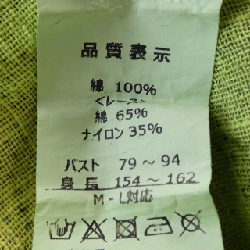 品質表示
綿 100%
<レース>
綿 65%
ナイロン 35%
バスト 79～94
身長 154～162
M-L対応